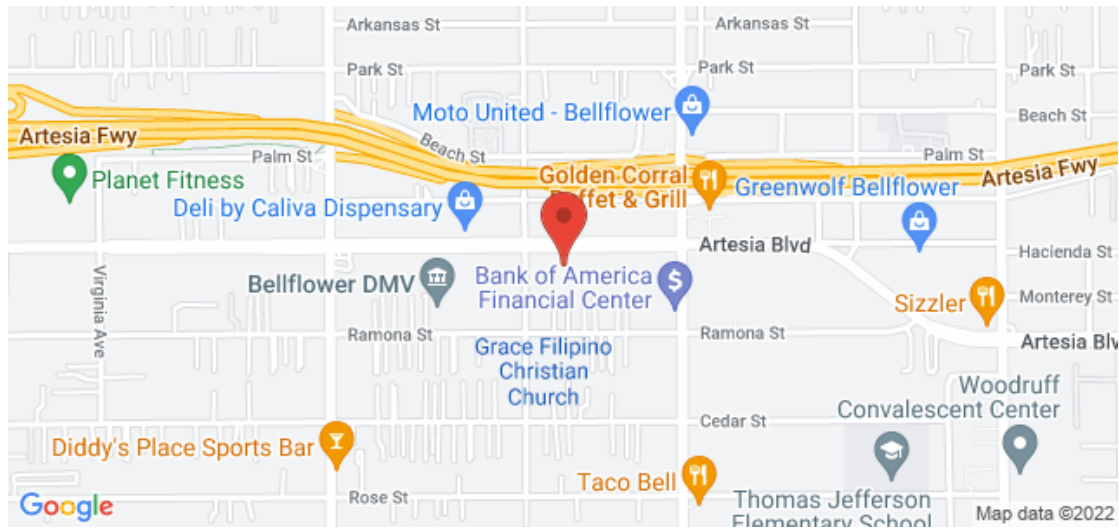 Arkansas St
Arkansas St
Park St
Park St
Park St
Moto United - Bellflower
Beach St
Artesia Fwy
Beach St
Palm St
Palm St
Planet Fitness
Golden Corral
Buffet & Grill
Greenwolf Bellflower
Artesia Fwy
Deli by Caliva Dispensary
Artesia Blvd
Hacienda St
Bellflower DMV
Bank of America
Financial Center
Virginia Ave
Sizzler
Monterey St
Ramona St
Ramona St
Artesia Blv
Grace Filipino
Christian
Church
Woodruff
Convalescent Center
Cedar St
Diddy's Place Sports Bar
Taco Bell
Rose St
Thomas Jefferson
Elementary School
Google
Map data ©2022